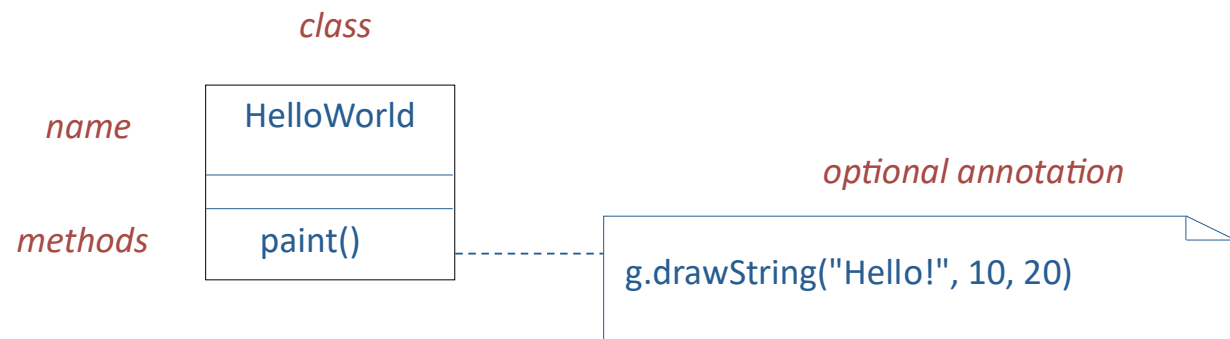 class
name
HelloWorld
optional annotation
methods
paint()
g.drawString("Hello!", 10, 20)